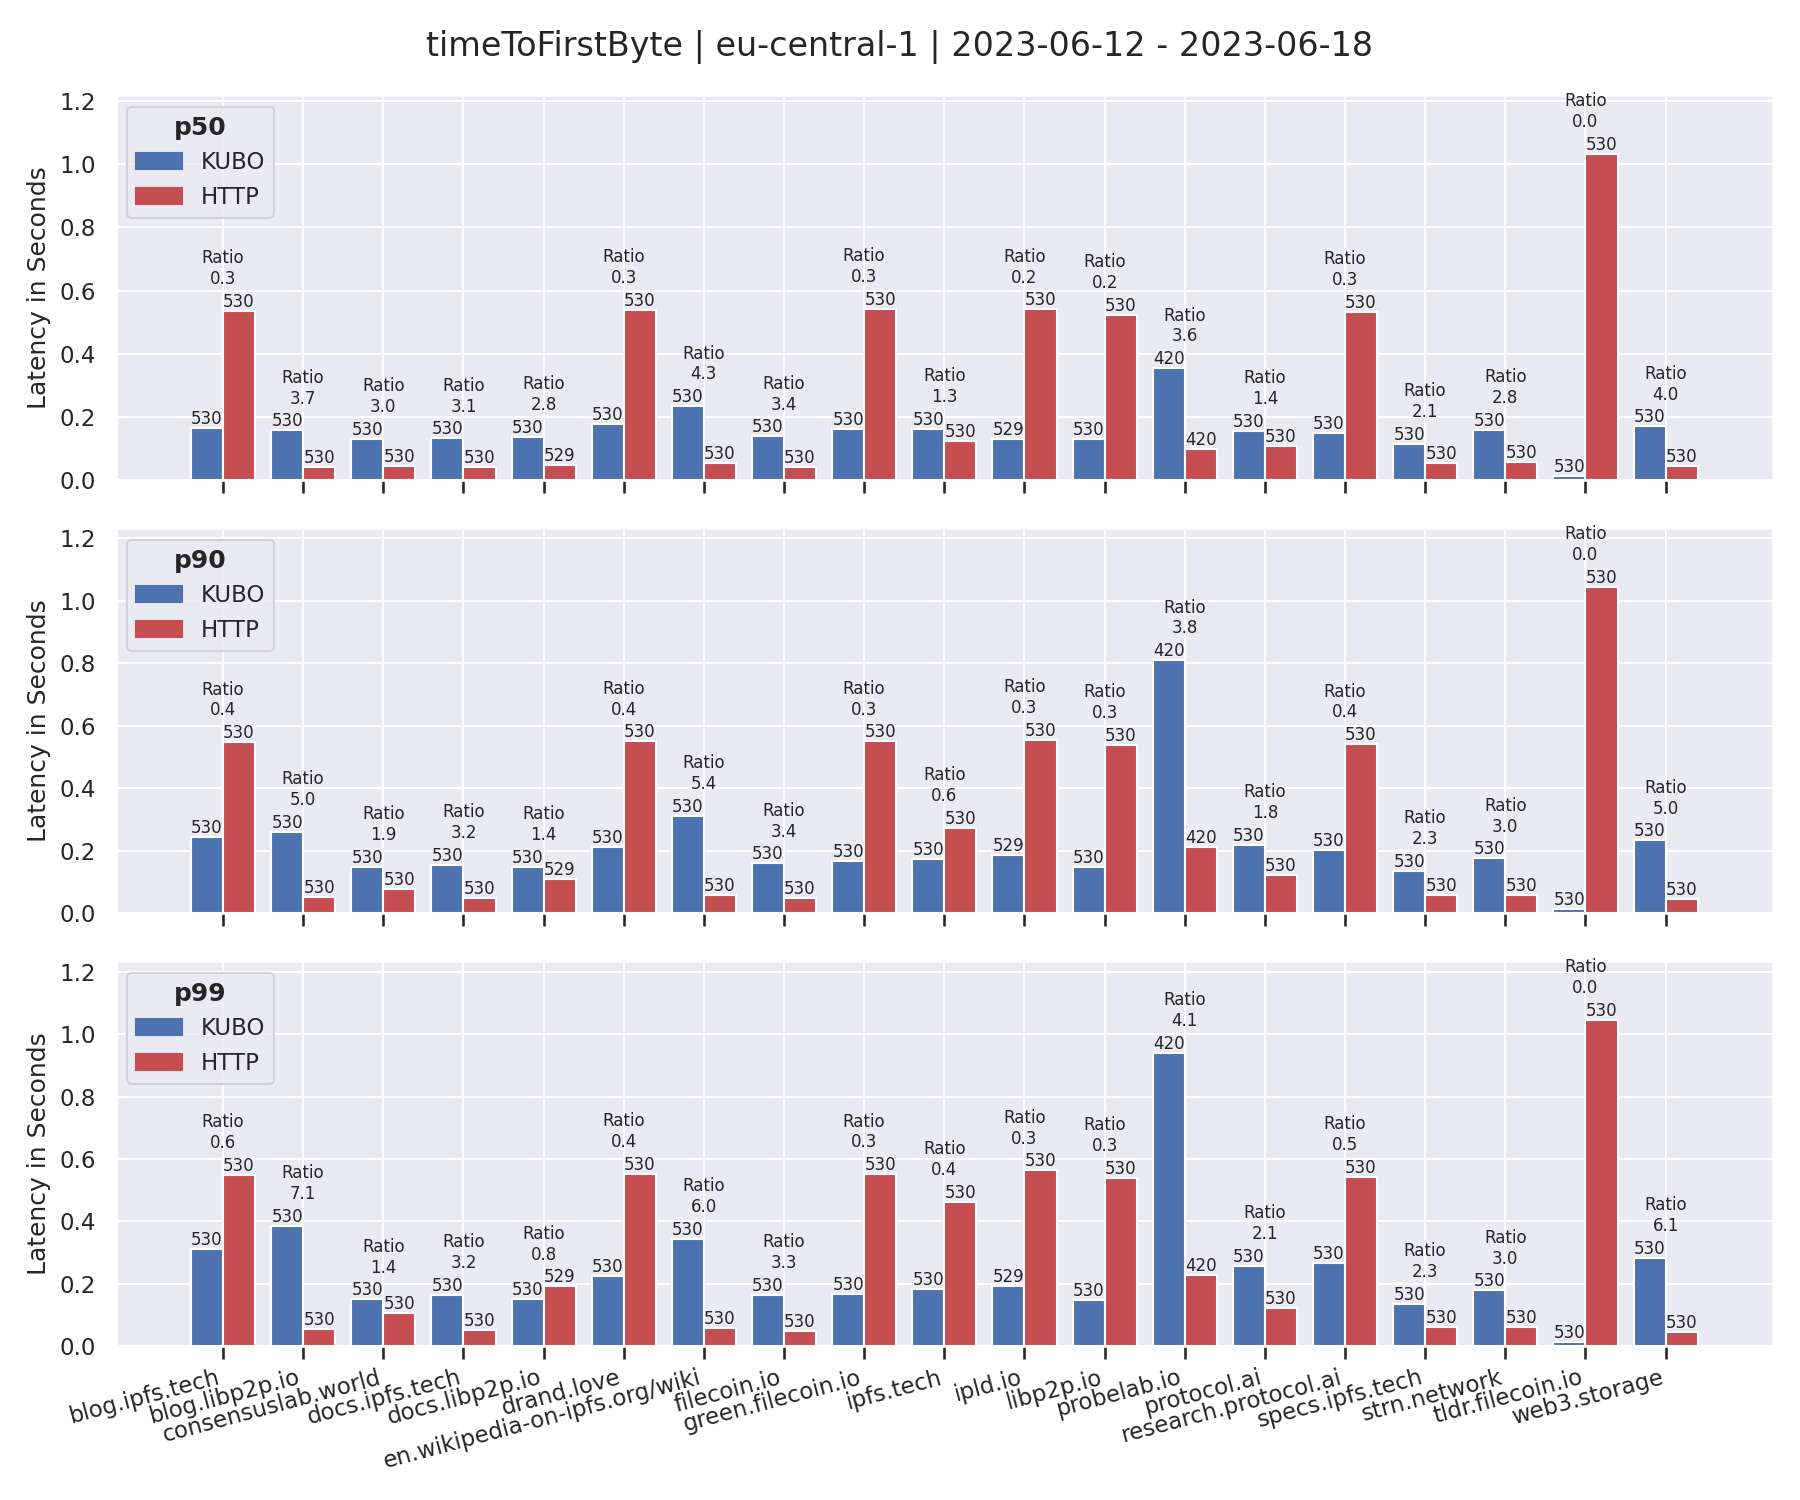 timeToFirstByte | eu-central-1 | 2023-06-12 - 2023-06-18
Latency in Seconds
1.2
1.0
0.8
0.6
0.4
0.2
0.0
p50
KUBO
HTTP
Ratio
0.3
530
530
Ratio
3.7
530
530
Ratio
3.0
530
530
Ratio
3.1
530
530
Ratio
2.8
530
529
Ratio
0.3
530
530
Ratio
4.3
530
530
Ratio
3.4
530
530
Ratio
0.3
530
530
Ratio
1.3
530
530
Ratio
0.2
529
530
Ratio
0.2
530
530
Ratio
3.6
420
420
Ratio
1.4
530
530
Ratio
0.3
530
530
Ratio
2.1
530
530
Ratio
2.8
530
530
Ratio
0.0
530
530
Ratio
4.0
530
530
Latency in Seconds
1.2
1.0
0.8
0.6
0.4
0.2
0.0
p90
KUBO
HTTP
Ratio
0.4
530
530
Ratio
5.0
530
530
Ratio
1.9
530
530
Ratio
3.2
530
530
Ratio
1.4
530
529
Ratio
0.4
530
530
Ratio
5.4
530
530
Ratio
3.4
530
530
Ratio
0.3
530
530
Ratio
0.6
530
530
Ratio
0.3
529
530
Ratio
0.3
530
530
Ratio
3.8
420
420
Ratio
1.8
530
530
Ratio
0.4
530
530
Ratio
2.3
530
530
Ratio
3.0
530
530
Ratio
0.0
530
530
Ratio
5.0
530
530
Latency in Seconds
1.2
1.0
0.8
0.6
0.4
0.2
0.0
p99
KUBO
HTTP
Ratio
0.6
530
530
Ratio
7.1
530
530
Ratio
1.4
530
530
Ratio
3.2
530
530
Ratio
0.8
530
529
Ratio
0.4
530
530
Ratio
6.0
530
530
Ratio
3.3
530
530
Ratio
0.3
530
530
Ratio
0.4
530
530
Ratio
0.3
529
530
Ratio
0.3
530
530
Ratio
4.1
420
420
Ratio
2.1
530
530
Ratio
0.5
530
530
Ratio
2.3
530
530
Ratio
3.0
530
530
Ratio
0.0
530
530
Ratio
6.1
530
530
blog.ipfs.tech
blog.libp2p.io
consensuslab.world
docs.ipfs.tech
docs.libp2p.io
drand.love
en.wikipedia-on-ipfs.org/wiki
filecoin.io
green.filecoin.io
ipfs.tech
ipld.io
libp2p.io
probelab.io
protocol.ai
research.protocol.ai
specs.ipfs.tech
strn.network
tldr.filecoin.io
web3.storage